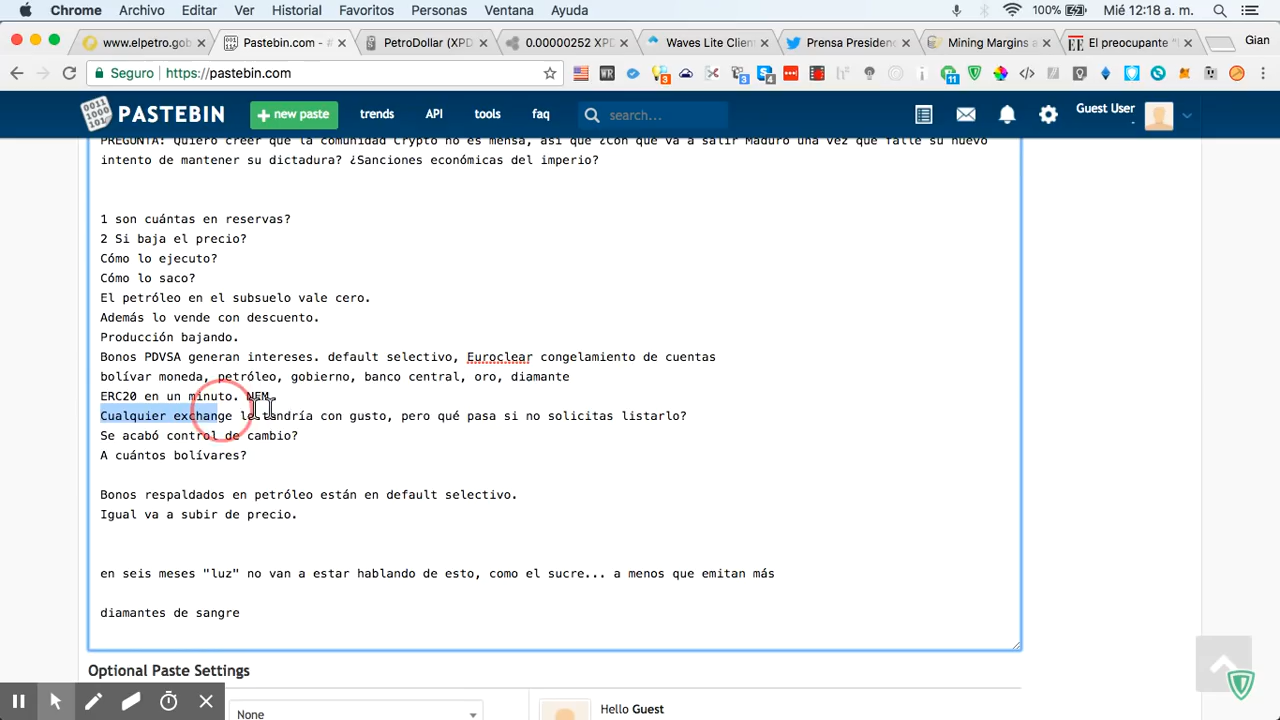 Chrome Archivo Editar Ver Historial Favoritos Personas Ventana Ayuda 100% Mié 12:18 a. m.
www.elpetro.gob Pastebin.com - # PetroDollar (XPD 0.00000252 XPD Waves Lite Clien Prensa Presidenc Mining Margins e El preocupante " Gian
Seguro https://pastebin.com
PASTEBIN new paste trends API tools faq search... Guest User
PREGUNTA: Quiero creer que la comunidad Crypto no es mensa, así que ¿Con qué va a salir Maduro una vez que falle su nuevo
intento de mantener su dictadura? ¿Sanciones económicas del imperio?
1 son cuántas en reservas?
2 Si baja el precio?
Cómo lo ejecuto?
Cómo lo saco?
El petróleo en el subsuelo vale cero.
Además lo vende con descuento.
Producción bajando.
Bonos PDVSA generan intereses. default selectivo, Euroclear congelamiento de cuentas
bolívar moneda, petróleo, gobierno, banco central, oro, diamante
ERC20 en un minuto. NEM.
Cualquier exchange le tendría con gusto, pero qué pasa si no solicitas listarlo?
Se acabó control de cambio?
A cuántos bolívares?
Bonos respaldados en petróleo están en default selectivo.
Igual va a subir de precio.
en seis meses "luz" no van a estar hablando de esto, como el sucre... a menos que emitan más
diamantes de sangre
Optional Paste Settings
None
Hello Guest